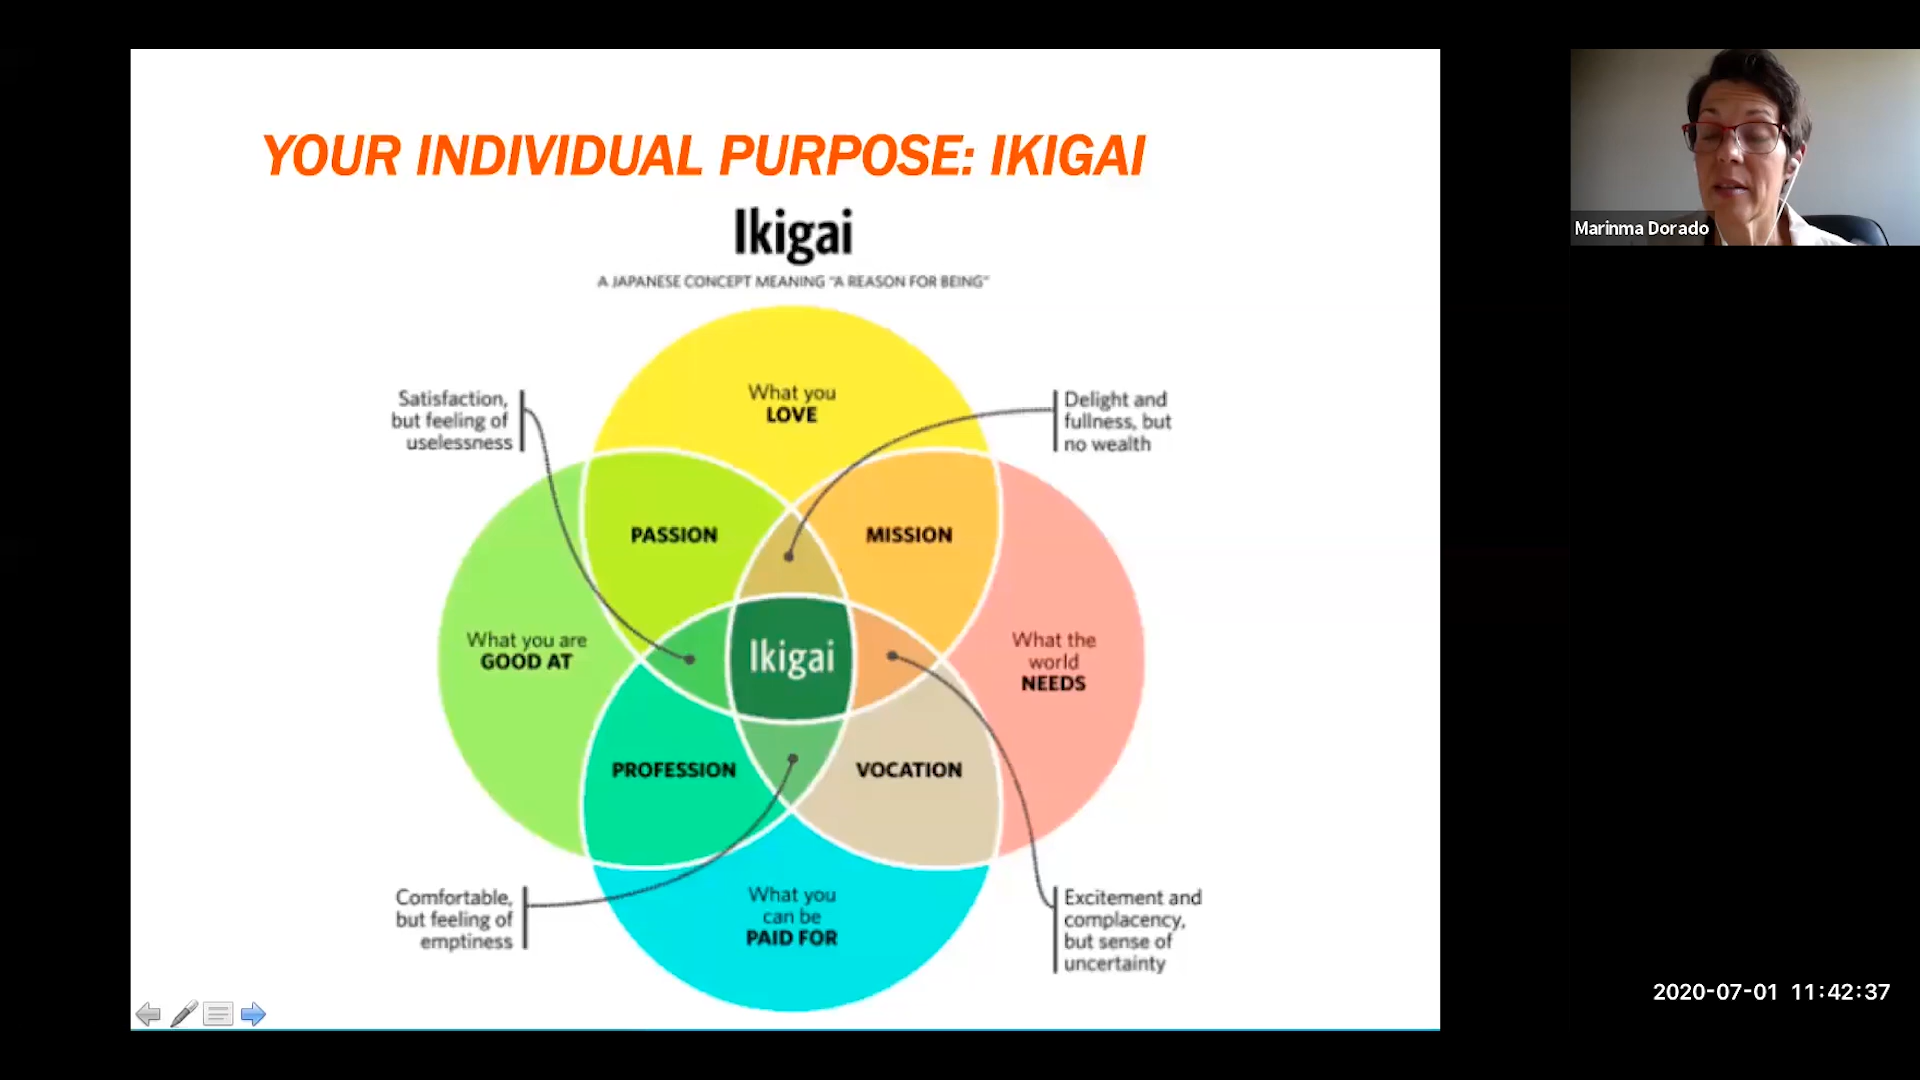 YOUR INDIVIDUAL PURPOSE: IKIGAI
Ikigai
A JAPANESE CONCEPT MEANING "A REASON FOR BEING"
Marinma Dorado
What you
LOVE
Satisfaction,
but feeling of
uselessness
Delight and
fullness, but
no wealth
PASSION
MISSION
What you are
GOOD AT
Ikigai
What the
world
NEEDS
PROFESSION
VOCATION
What you
can be
PAID FOR
Comfortable,
but feeling of
emptiness
Excitement and
complacency,
but sense of
uncertainty
2020-07-01 11:42:37